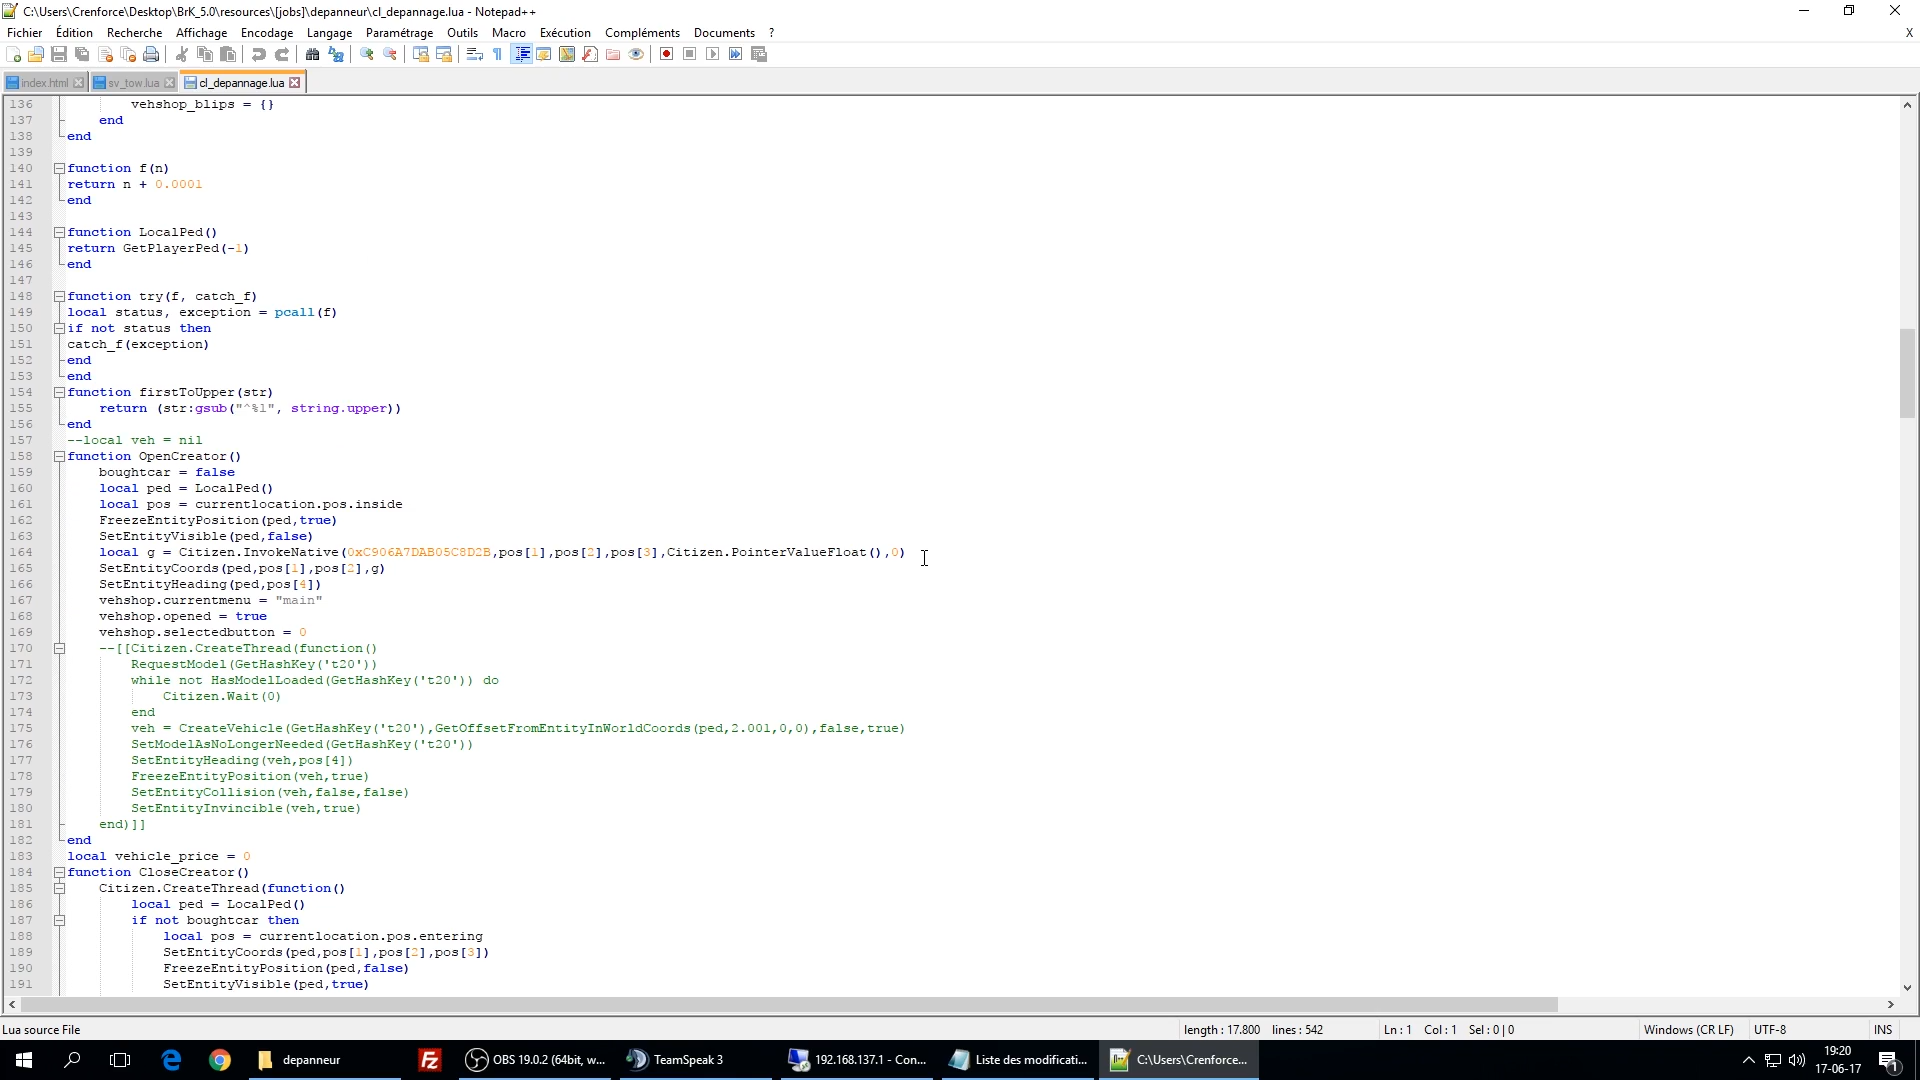 C:\Users\Crenforce\Desktop\BrK_5.0\resources\[jobs]\depanneur\cl_depannage.lua - Notepad++
Fichier Édition Recherche Affichage Encodage Langage Paramétrage Outils Macro Exécution Compléments Documents ? X
index.html sv_tow.lua cl_depannage.lua
136 vehshop_blips = {}
137 end
138 end
139
140 function f(n)
141 return n + 0.0001
142 end
143
144 function LocalPed()
145 return GetPlayerPed(-1)
146 end
147
148 function try(f, catch_f)
149 local status, exception = pcall(f)
150 if not status then
151 catch_f(exception)
152 end
153 end
154 function firstToUpper(str)
155 return (str:gsub("^%l", string.upper))
156 end
157 --local veh = nil
158 function OpenCreator()
159 boughtcar = false
160 local ped = LocalPed()
161 local pos = currentlocation.pos.inside
162 FreezeEntityPosition(ped,true)
163 SetEntityVisible(ped,false)
164 local g = Citizen.InvokeNative(0xC906A7DAB05C8D2B,pos[1],pos[2],pos[3],Citizen.PointerValueFloat(),0)
165 SetEntityCoords(ped,pos[1],pos[2],g)
166 SetEntityHeading(ped,pos[4])
167 vehshop.currentmenu = "main"
168 vehshop.opened = true
169 vehshop.selectedbutton = 0
170 --[[Citizen.CreateThread(function()
171 RequestModel(GetHashKey('t20'))
172 while not HasModelLoaded(GetHashKey('t20')) do
173 Citizen.Wait(0)
174 end
175 veh = CreateVehicle(GetHashKey('t20'),GetOffsetFromEntityInWorldCoords(ped,2.001,0,0),false,true)
176 SetModelAsNoLongerNeeded(GetHashKey('t20'))
177 SetEntityHeading(veh,pos[4])
178 FreezeEntityPosition(veh,true)
179 SetEntityCollision(veh,false,false)
180 SetEntityInvincible(veh,true)
181 end)]]
182 end
183 local vehicle_price = 0
184 function CloseCreator()
185 Citizen.CreateThread(function()
186 local ped = LocalPed()
187 if not boughtcar then
188 local pos = currentlocation.pos.entering
189 SetEntityCoords(ped,pos[1],pos[2],pos[3])
190 FreezeEntityPosition(ped,false)
191 SetEntityVisible(ped,true)
Lua source File length : 17.800 lines : 542 Ln : 1 Col : 1 Sel : 0 | 0 Windows (CR LF) UTF-8 INS
depanneur OBS 19.0.2 (64bit, w... TeamSpeak 3 192.168.137.1 - Con... Liste des modificati... C:\Users\Crenforce... 19:20
17-06-17 1